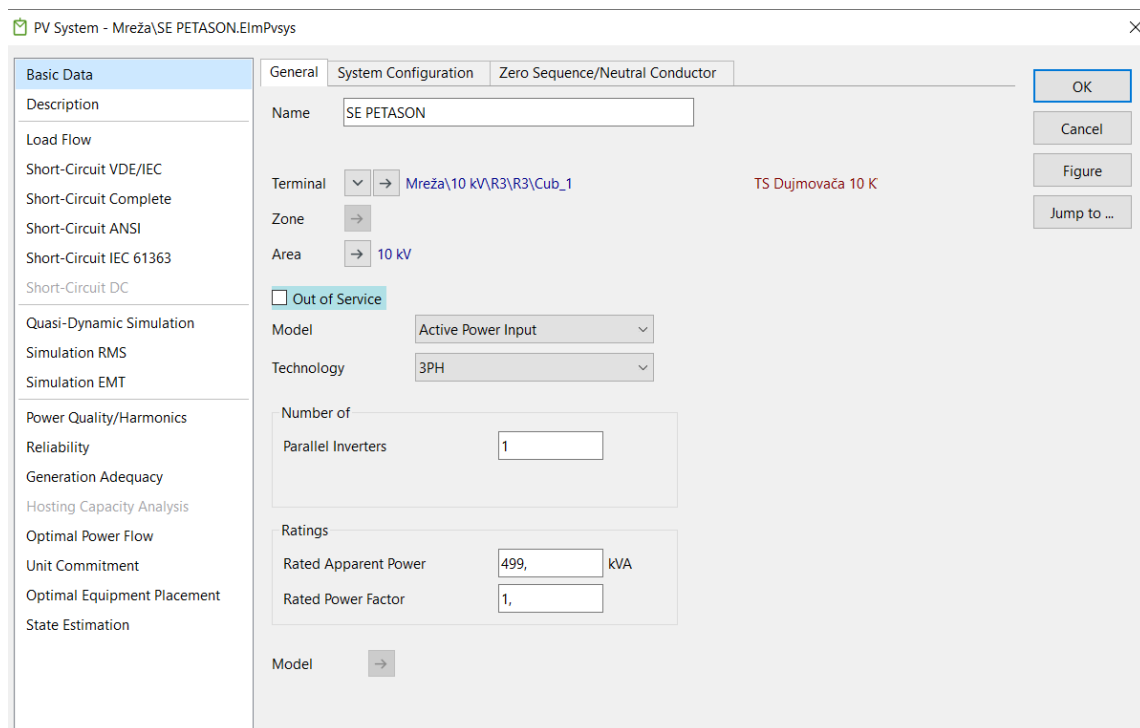 PV System - Mreža\SE PETASON.ElmPvsys
Basic Data
Description
Load Flow
Short-Circuit VDE/IEC
Short-Circuit Complete
Short-Circuit ANSI
Short-Circuit IEC 61363
Short-Circuit DC
Quasi-Dynamic Simulation
Simulation RMS
Simulation EMT
Power Quality/Harmonics
Reliability
Generation Adequacy
Hosting Capacity Analysis
Optimal Power Flow
Unit Commitment
Optimal Equipment Placement
State Estimation
General System Configuration Zero Sequence/Neutral Conductor
Name SE PETASON
Terminal Mreža\10 kV\R3\R3\Cub_1 TS Dujmovača 10 K
Zone
Area 10 kV
Out of Service
Model Active Power Input
Technology 3PH
Number of
Parallel Inverters 1
Ratings
Rated Apparent Power 499, kVA
Rated Power Factor 1,
Model
OK
Cancel
Figure
Jump to ...